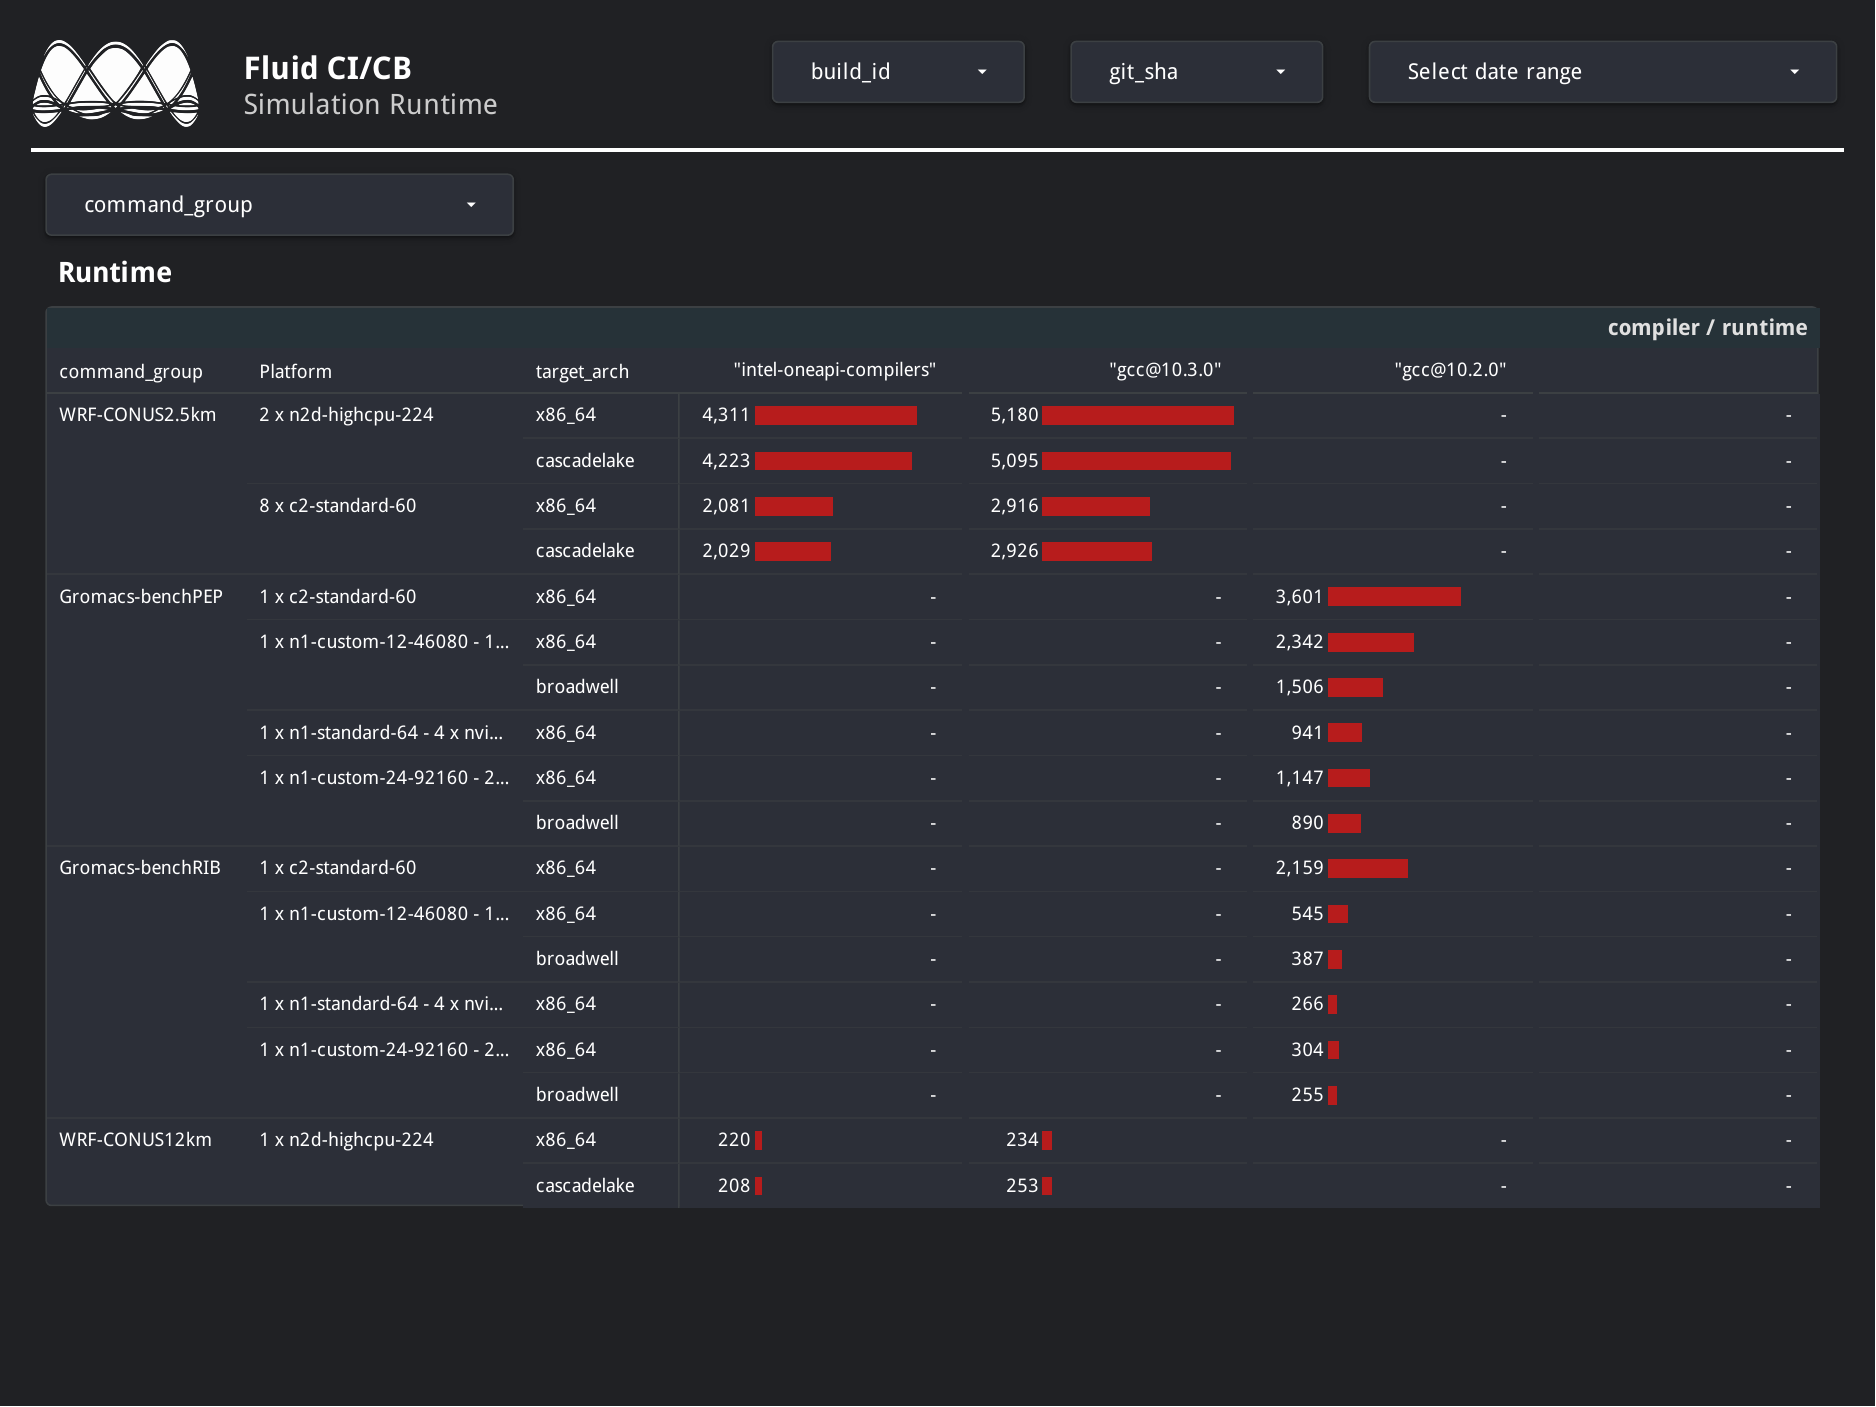 Fluid CI/CB
Simulation Runtime
build_id
git_sha
Select date range
command_group
Runtime
compiler / runtime
command_group Platform target_arch "intel-oneapi-compilers" "gcc@10.3.0" "gcc@10.2.0"
WRF-CONUS2.5km 2 x n2d-highcpu-224 x86_64 4,311 5,180 - -
cascadelake 4,223 5,095 - -
8 x c2-standard-60 x86_64 2,081 2,916 - -
cascadelake 2,029 2,926 - -
Gromacs-benchPEP 1 x c2-standard-60 x86_64 - - 3,601 -
1 x n1-custom-12-46080 - 1... x86_64 - - 2,342 -
broadwell - - 1,506 -
1 x n1-standard-64 - 4 x nvi... x86_64 - - 941 -
1 x n1-custom-24-92160 - 2... x86_64 - - 1,147 -
broadwell - - 890 -
Gromacs-benchRIB 1 x c2-standard-60 x86_64 - - 2,159 -
1 x n1-custom-12-46080 - 1... x86_64 - - 545 -
broadwell - - 387 -
1 x n1-standard-64 - 4 x nvi... x86_64 - - 266 -
1 x n1-custom-24-92160 - 2... x86_64 - - 304 -
broadwell - - 255 -
WRF-CONUS12km 1 x n2d-highcpu-224 x86_64 220 234 - -
cascadelake 208 253 - -